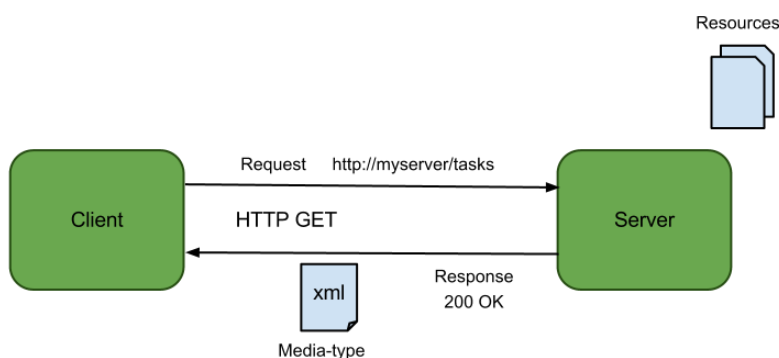 Resources
Request http://myserver/tasks
Client
HTTP GET
Server
Response
200 OK
xml
Media-type